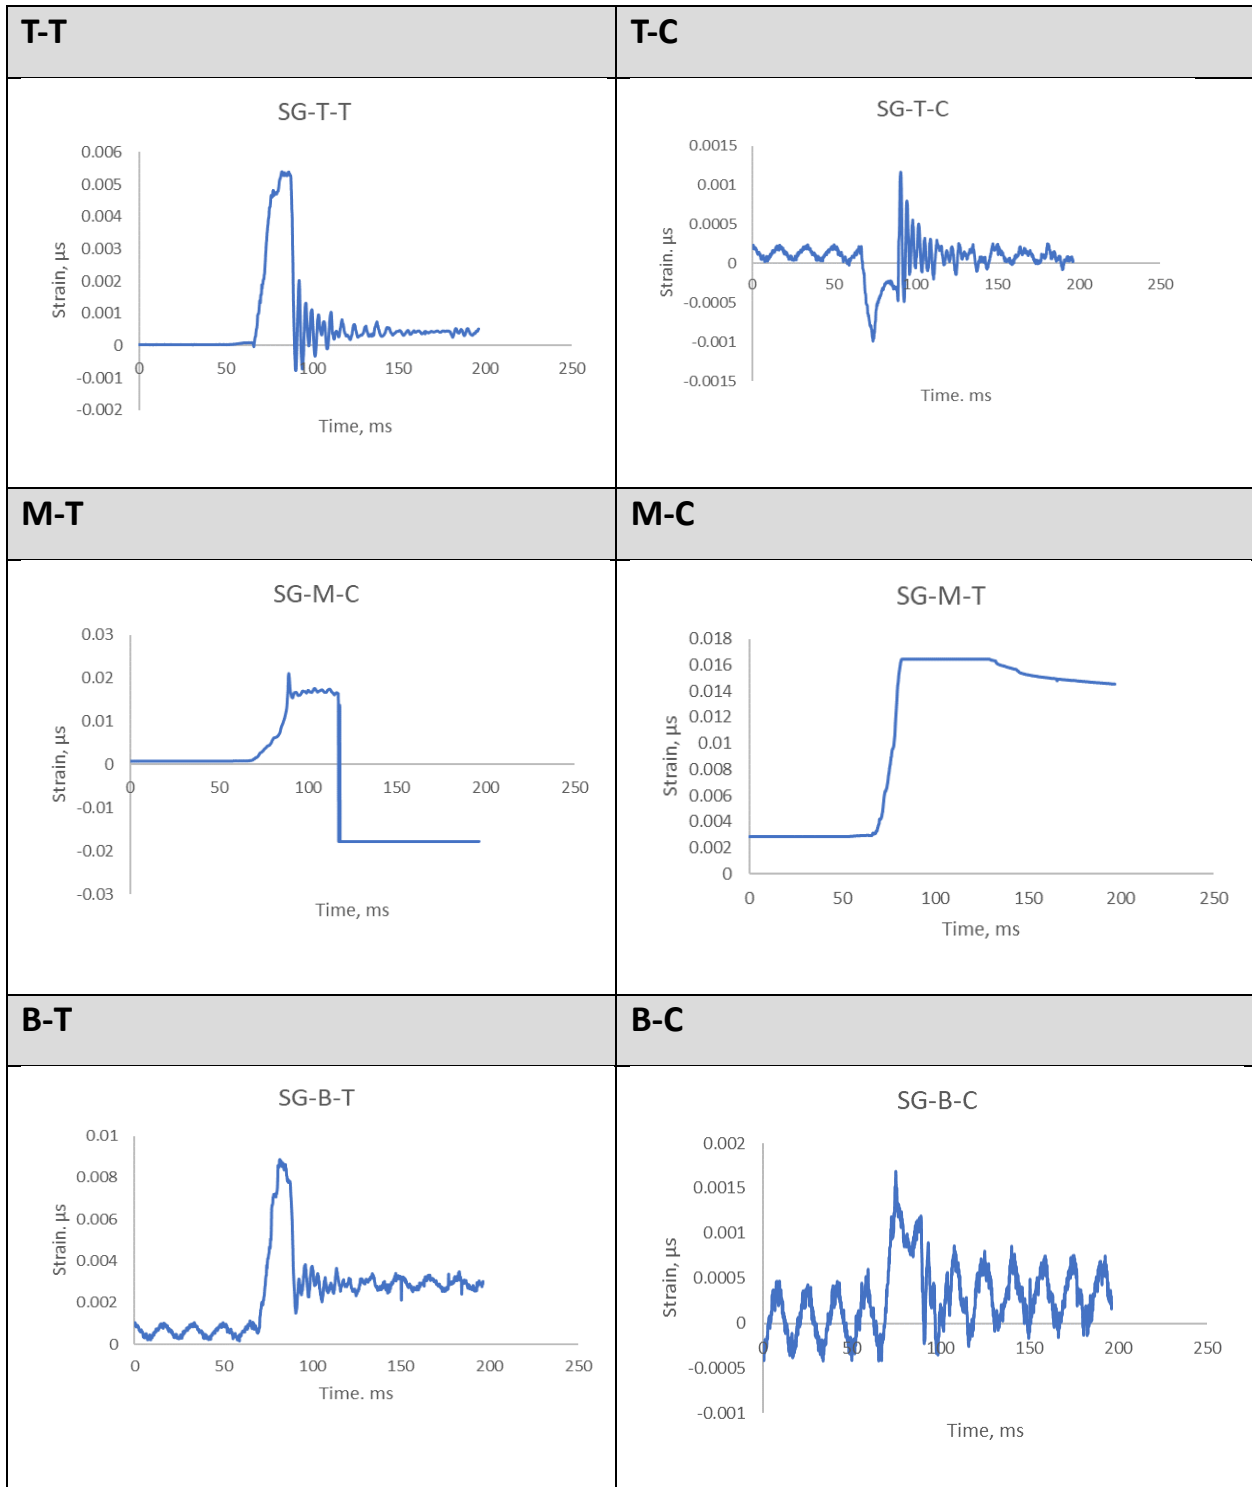 T-T
T-C
SG-T-T
0.006
0.005
0.004
0.003
0.002
0.001
0
-0.001
-0.002
0 50 100 150 200 250
Strain, µs
Time, ms
SG-T-C
0.0015
0.001
0.0005
0
-0.0005
-0.001
-0.0015
0 50 100 150 200 250
Strain. µs
Time. ms
M-T
M-C
SG-M-C
0.03
0.02
0.01
0
-0.01
-0.02
-0.03
0 50 100 150 200 250
Strain, µs
Time, ms
SG-M-T
0.018
0.016
0.014
0.012
0.01
0.008
0.006
0.004
0.002
0
0 50 100 150 200 250
Strain, µs
Time, ms
B-T
B-C
SG-B-T
0.01
0.008
0.006
0.004
0.002
0
0 50 100 150 200 250
Strain. µs
Time. ms
SG-B-C
0.002
0.0015
0.001
0.0005
0
-0.0005
-0.001
0 50 100 150 200 250
Strain, µs
Time, ms